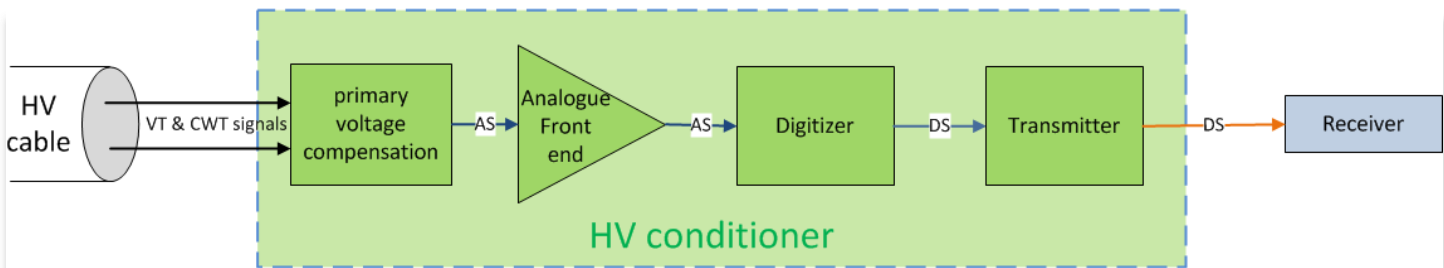 HV
cable
VT & CWT signals
primary
voltage
compensation
AS
Analogue
Front
end
AS
Digitizer
DS
Transmitter
DS
Receiver
HV conditioner